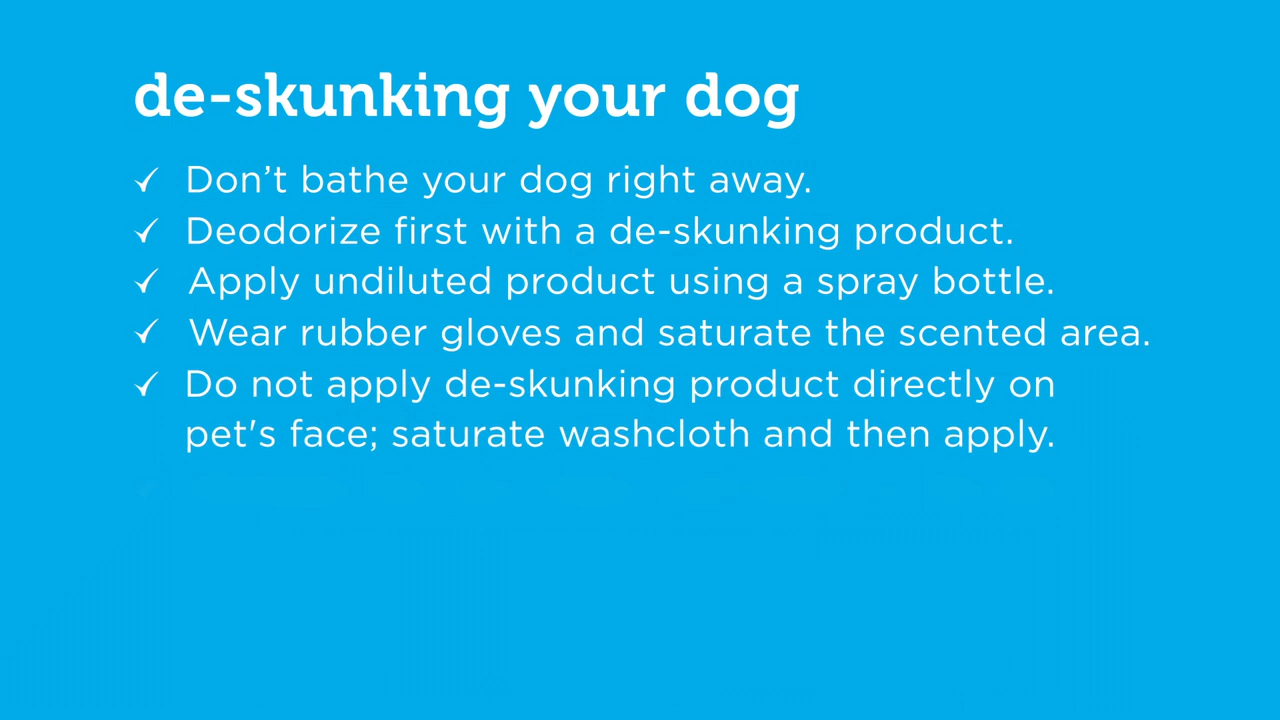 de-skunking your dog
✓ Don’t bathe your dog right away.
✓ Deodorize first with a de-skunking product.
✓ Apply undiluted product using a spray bottle.
✓ Wear rubber gloves and saturate the scented area.
✓ Do not apply de-skunking product directly on
pet's face; saturate washcloth and then apply.